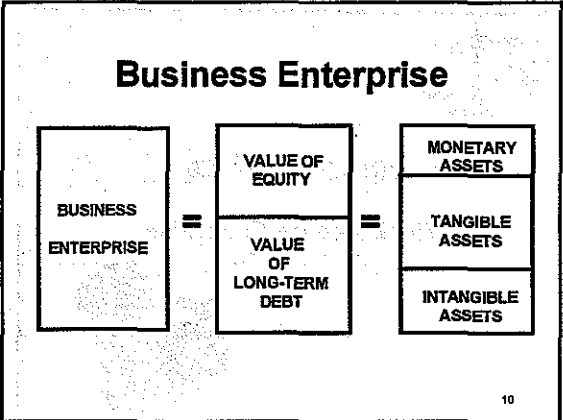 Business Enterprise
BUSINESS
ENTERPRISE
=
VALUE OF
EQUITY
VALUE
OF
LONG-TERM
DEBT
=
MONETARY
ASSETS
TANGIBLE
ASSETS
INTANGIBLE
ASSETS
10